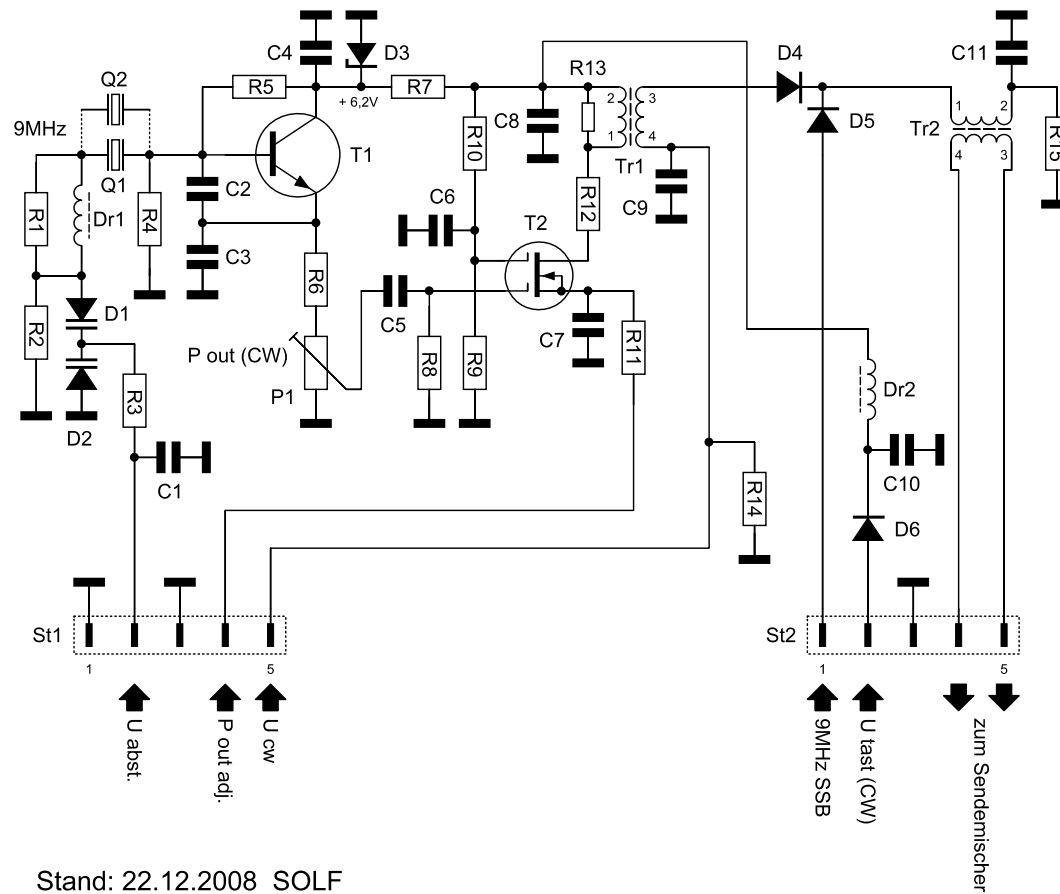 C4
D3
D4
C11
Q2
R5
R7
R13
+ 6,2V
2
3
1
2
9MHz
T1
C8
D5
Tr2
R15
Q1
R10
1
4
4
3
Tr1
C2
R1
Dr1
R4
C6
R12
C9
T2
C3
R6
D1
C5
C7
R11
R2
P out (CW)
R8
R9
P1
R3
Dr2
D2
C1
C10
R14
D6
St1
St2
1
5
1
5
U abst.
P out adj.
U cw
9MHz SSB
U tast (CW)
zum Sendemischer
Stand: 22.12.2008 SOLF